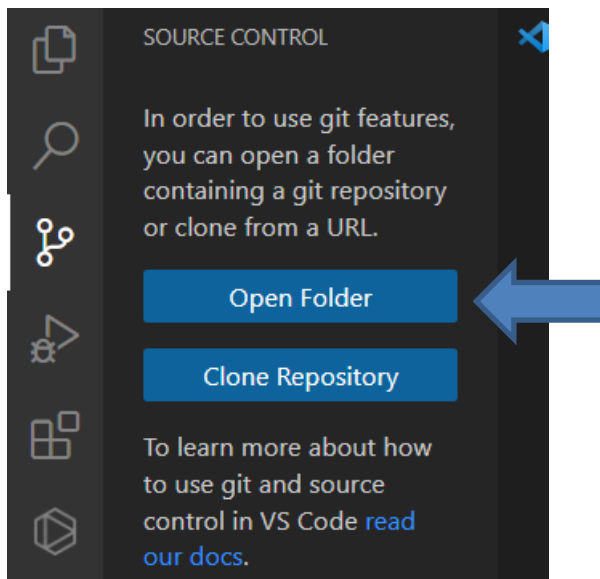 SOURCE CONTROL
In order to use git features,
you can open a folder
containing a git repository
or clone from a URL.
Open Folder
Clone Repository
To learn more about how
to use git and source
control in VS Code read
our docs.